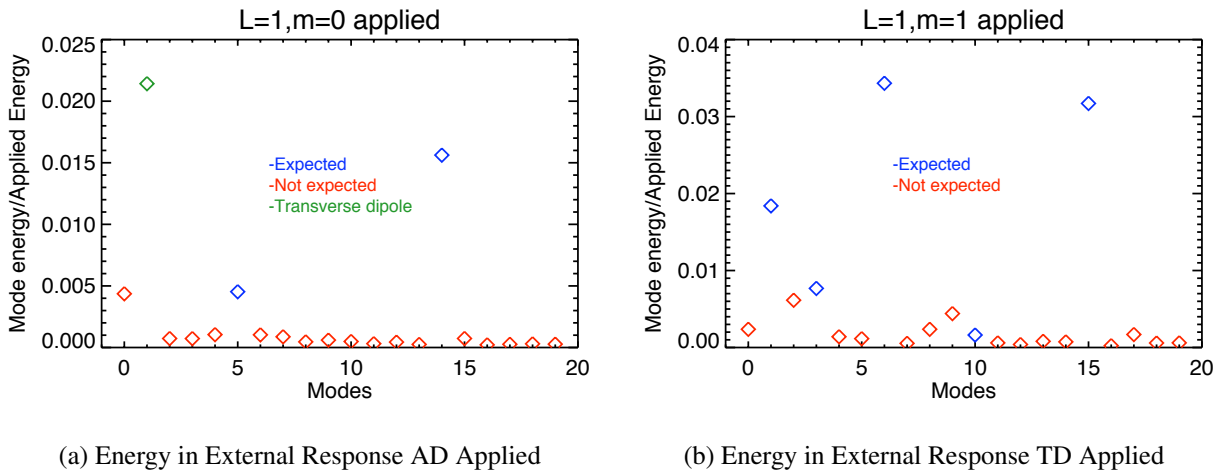 L=1,m=0 applied
Mode energy/Applied Energy
0.025
0.020
0.015
0.010
0.005
0.000
-Expected
-Not expected
-Transverse dipole
0 5 10 15 20
Modes
(a) Energy in External Response AD Applied
L=1,m=1 applied
Mode energy/Applied Energy
0.04
0.03
0.02
0.01
0.00
-Expected
-Not expected
0 5 10 15 20
Modes
(b) Energy in External Response TD Applied